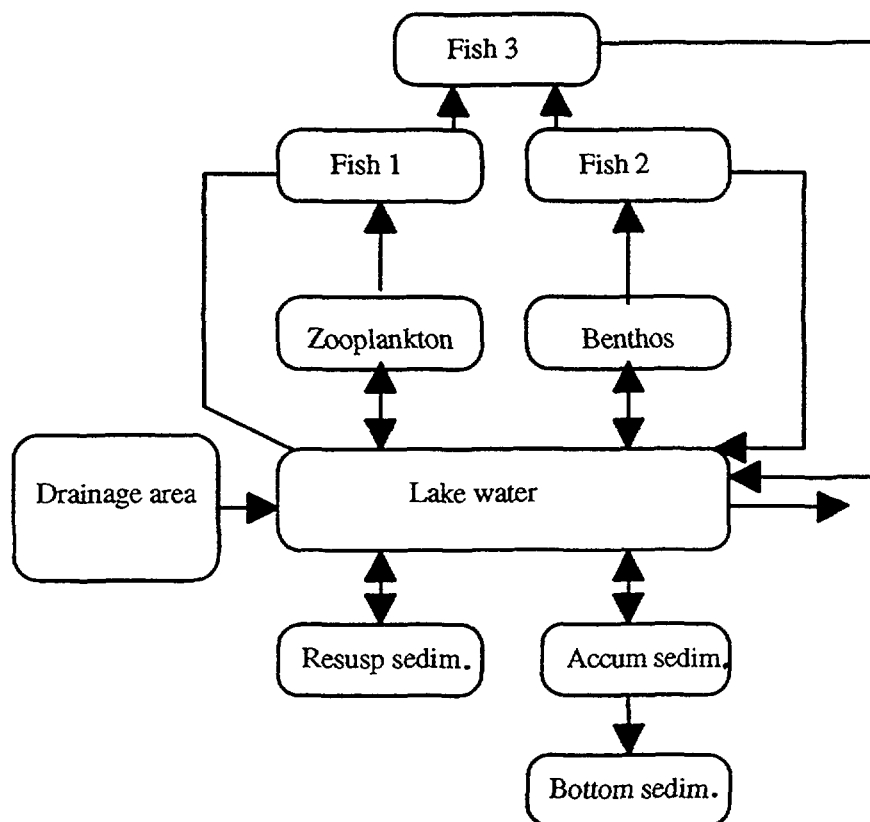 Fish 3
Fish 1
Fish 2
Zooplankton
Benthos
Drainage area
Lake water
Resusp sedim.
Accum sedim.
Bottom sedim.